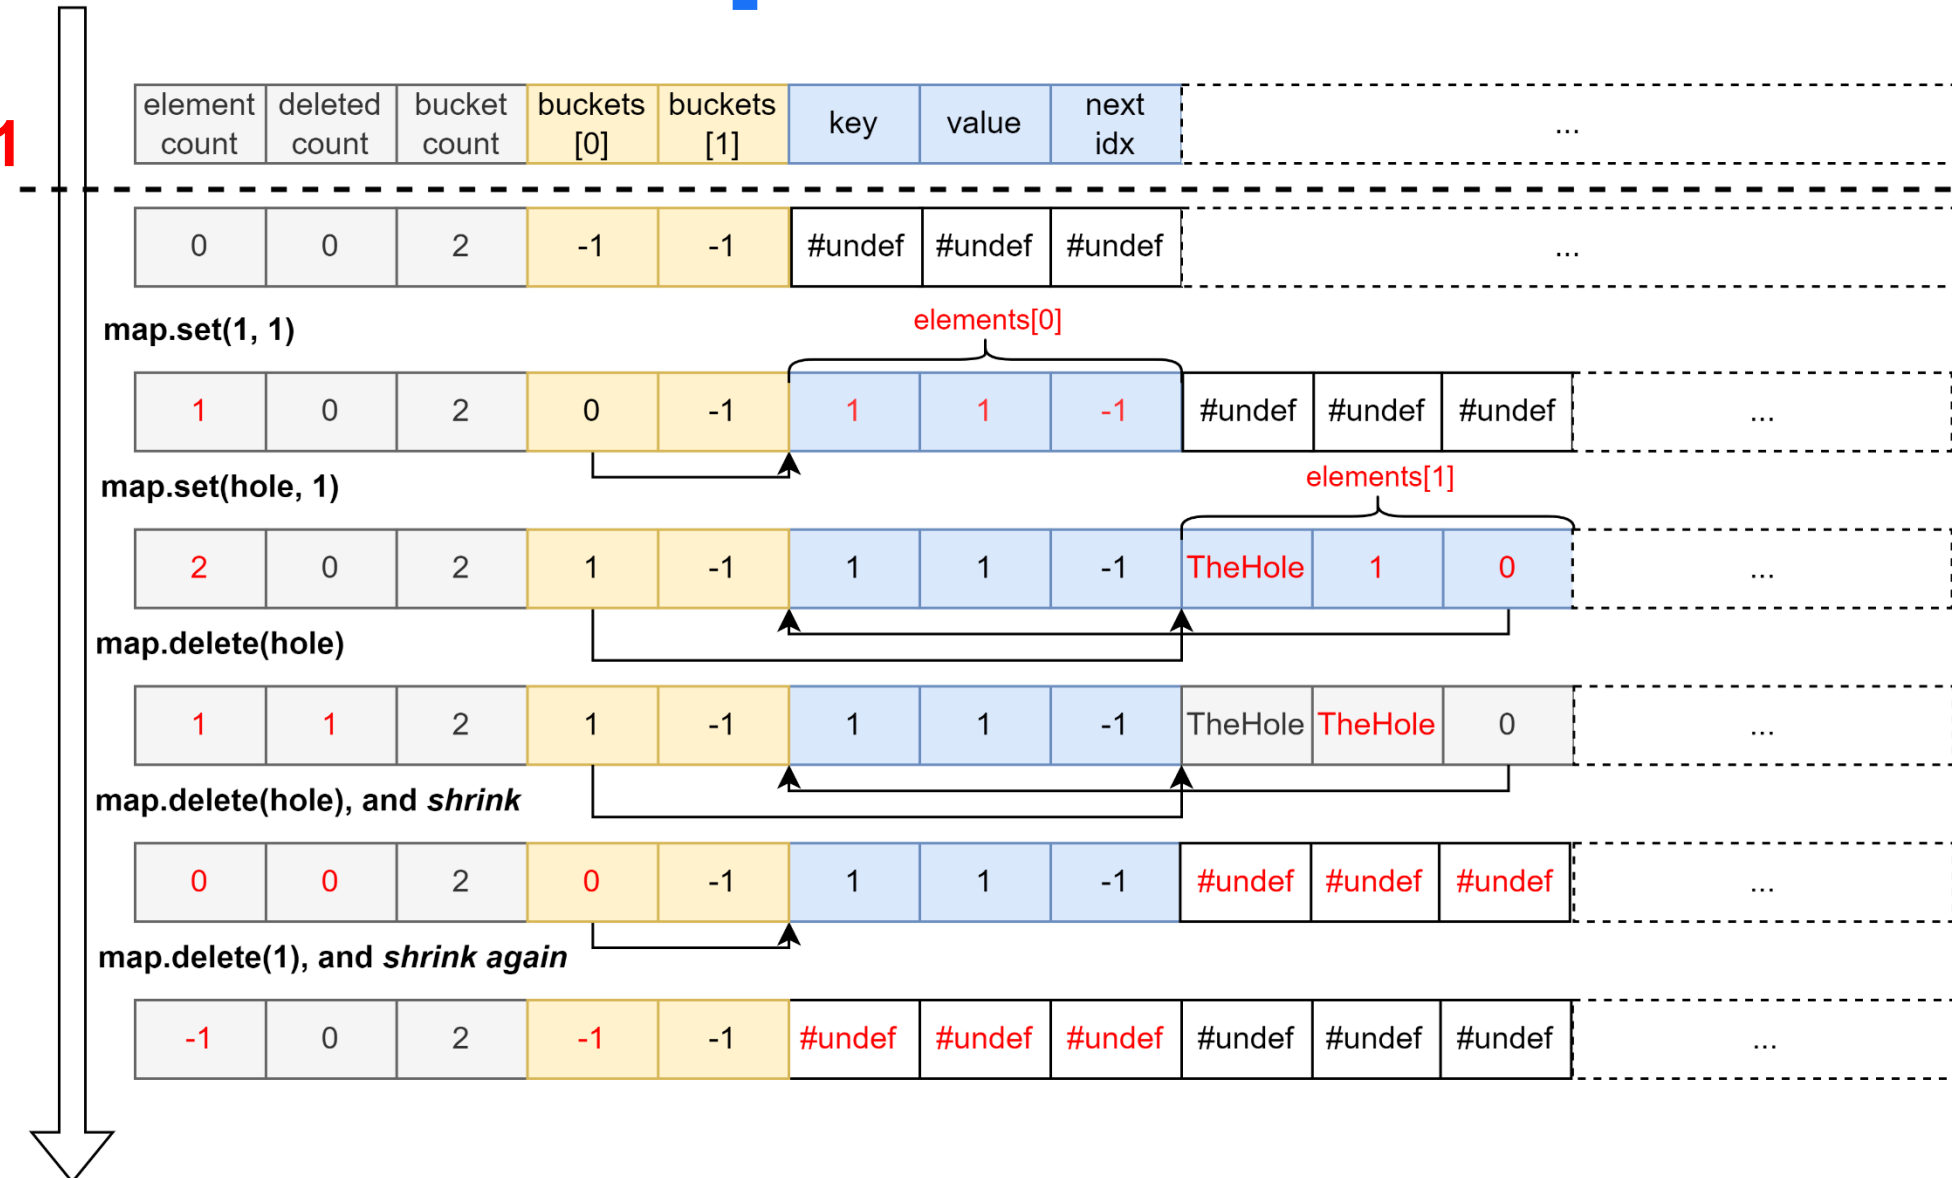 element count deleted count bucket count buckets [0] buckets [1] key value next idx ...
1
0 0 2 -1 -1 #undef #undef #undef ...
map.set(1, 1)
elements[0]
1 0 2 0 -1 1 1 -1 #undef #undef #undef ...
map.set(hole, 1)
elements[1]
2 0 2 1 -1 1 1 -1 TheHole 1 0 ...
map.delete(hole)
1 1 2 1 -1 1 1 -1 TheHole TheHole 0 ...
map.delete(hole), and shrink
0 0 2 0 -1 1 1 -1 #undef #undef #undef ...
map.delete(1), and shrink again
-1 0 2 -1 -1 #undef #undef #undef #undef #undef #undef ...